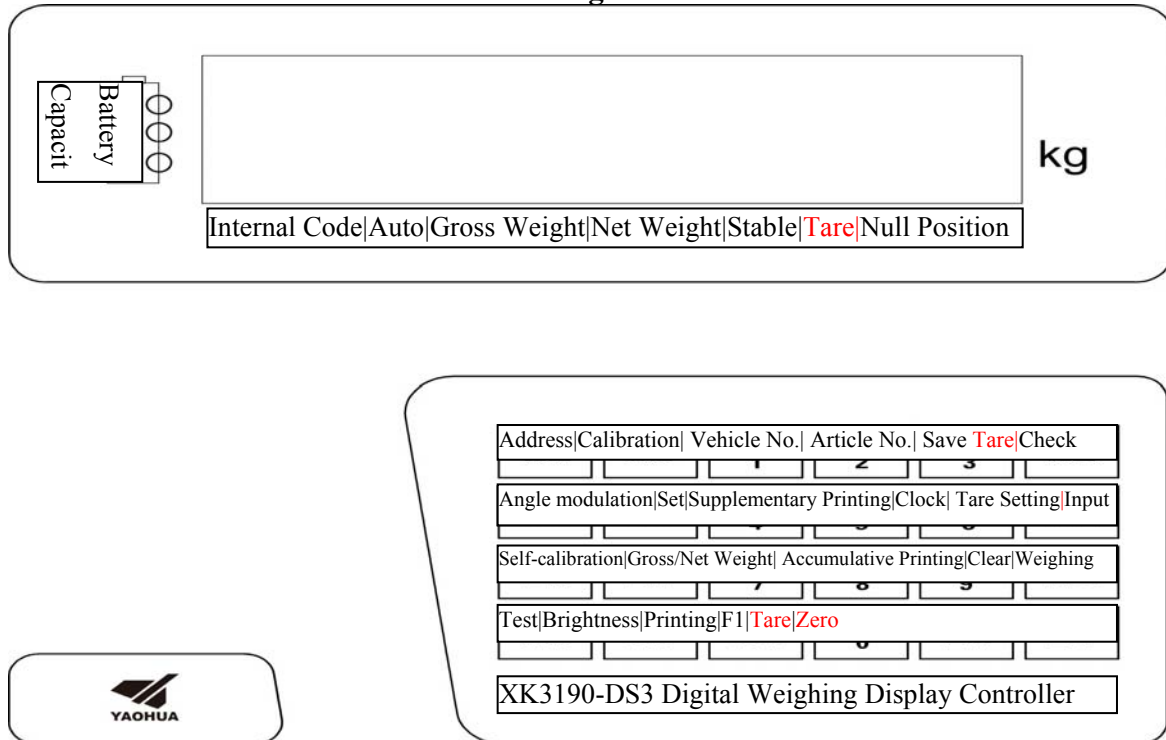 Battery
Capacit
kg
Internal Code|Auto|Gross Weight|Net Weight|Stable|Tare|Null Position
Address|Calibration| Vehicle No.| Article No.| Save Tare|Check
1 2 3
Angle modulation|Set|Supplementary Printing|Clock| Tare Setting|Input
Self-calibration|Gross/Net Weight| Accumulative Printing|Clear|Weighing
7 8 9
Test|Brightness|Printing|F1|Tare|Zero
XK3190-DS3 Digital Weighing Display Controller
YAOHUA